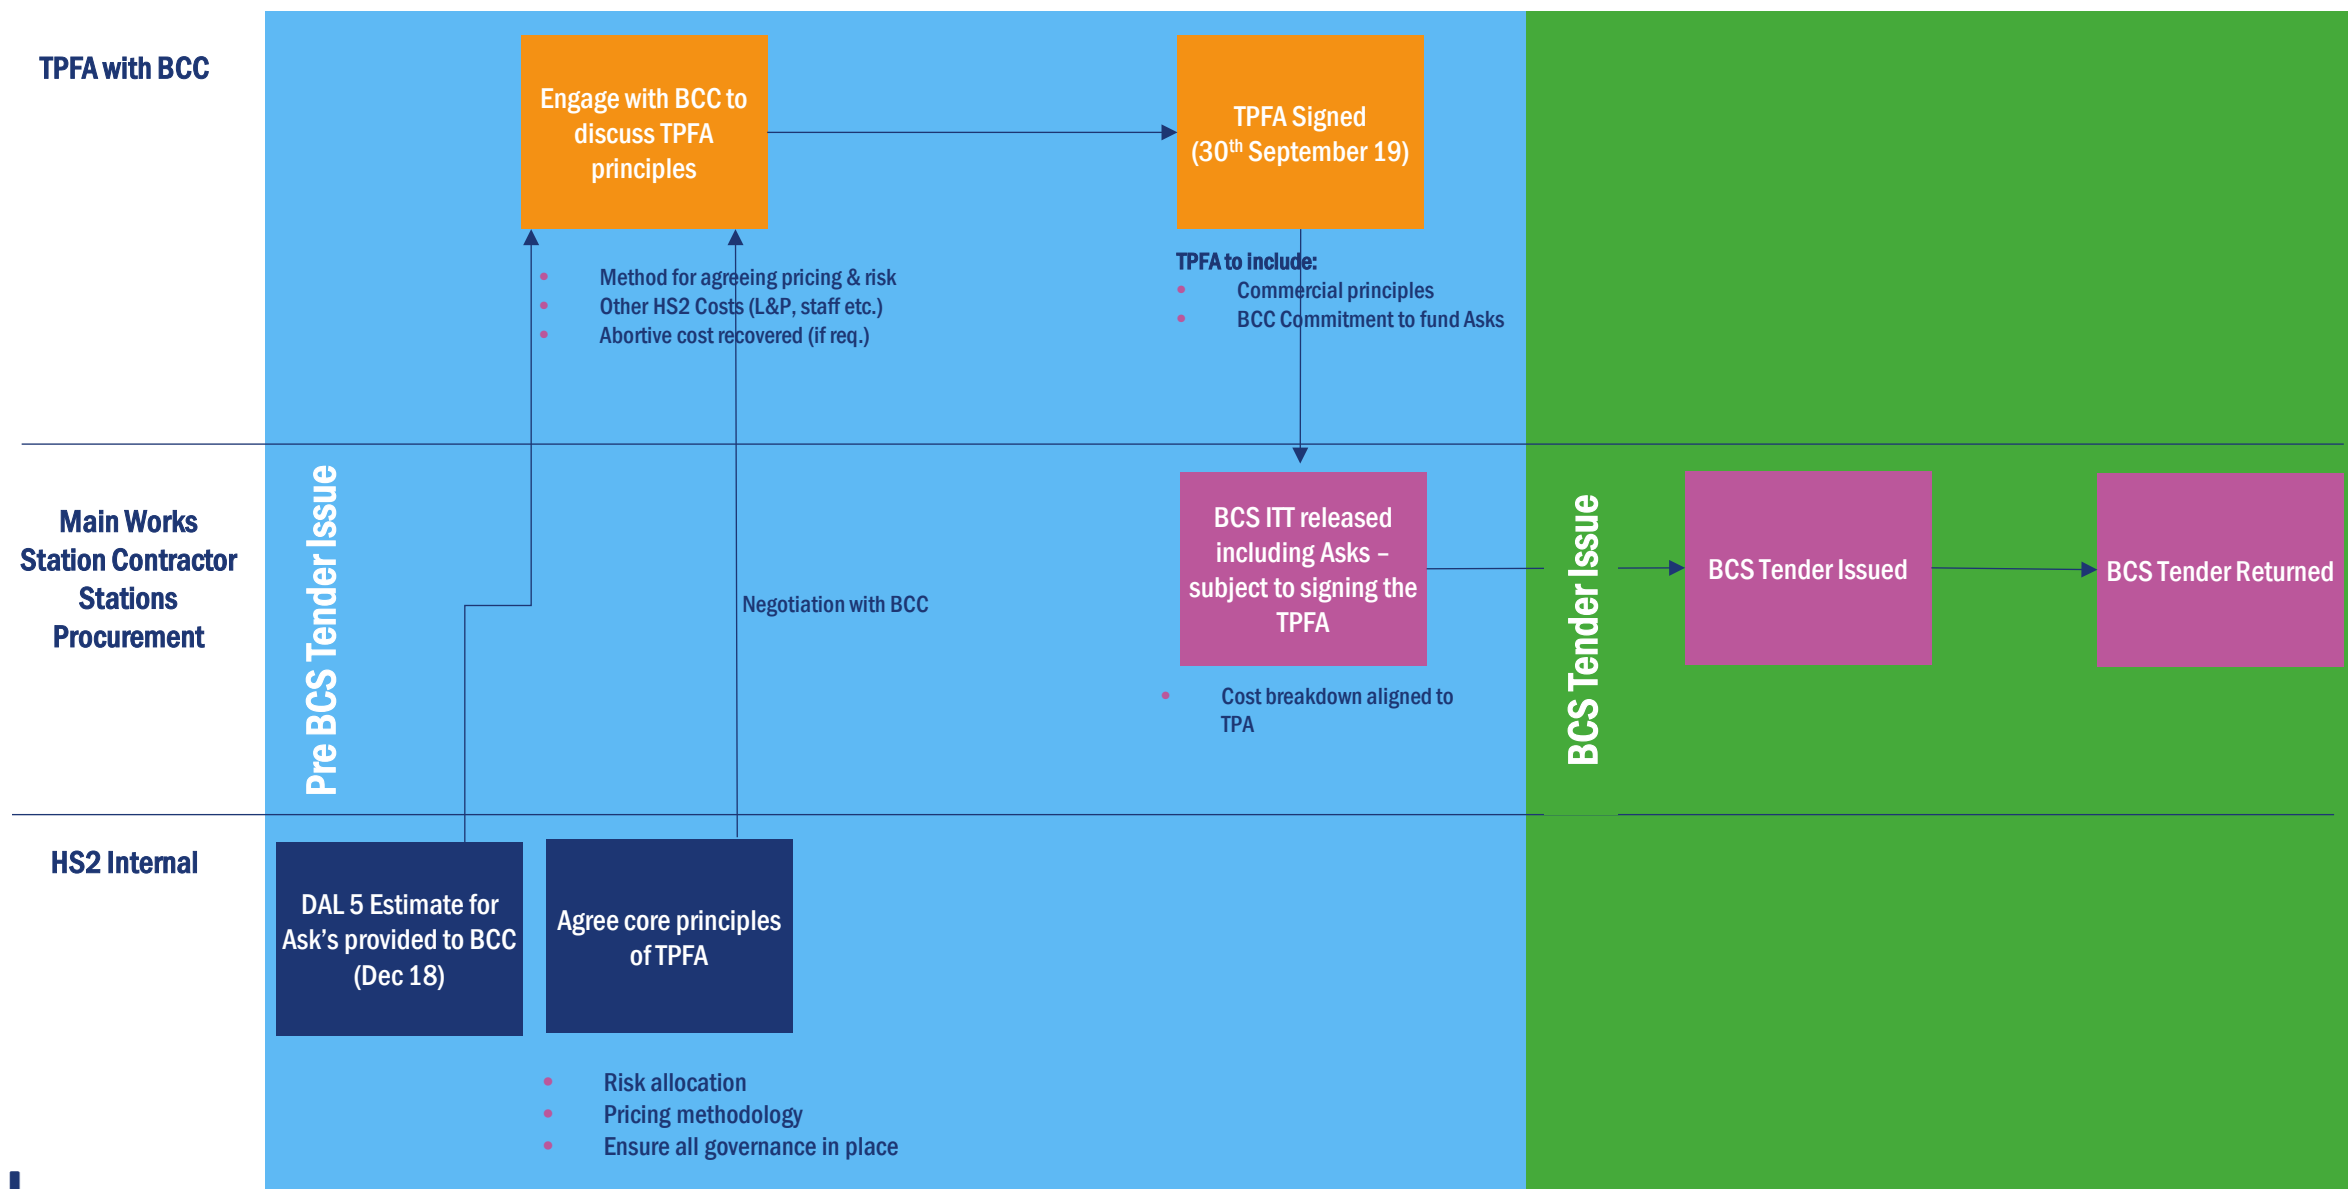 TPFA with BCC
Engage with BCC to
discuss TPFA
principles
TPFA Signed
(30th September 19)
• Method for agreeing pricing & risk
• Other HS2 Costs (L&P, staff etc.)
• Abortive cost recovered (if req.)
TPFA to include:
• Commercial principles
• BCC Commitment to fund Asks
Main Works
Station Contractor
Stations
Procurement
Pre BCS Tender Issue
Negotiation with BCC
BCS ITT released
including Asks –
subject to signing the
TPFA
• Cost breakdown aligned to
TPA
BCS Tender Issue
BCS Tender Issued
BCS Tender Returned
HS2 Internal
DAL 5 Estimate for
Ask's provided to BCC
(Dec 18)
Agree core principles
of TPFA
• Risk allocation
• Pricing methodology
• Ensure all governance in place